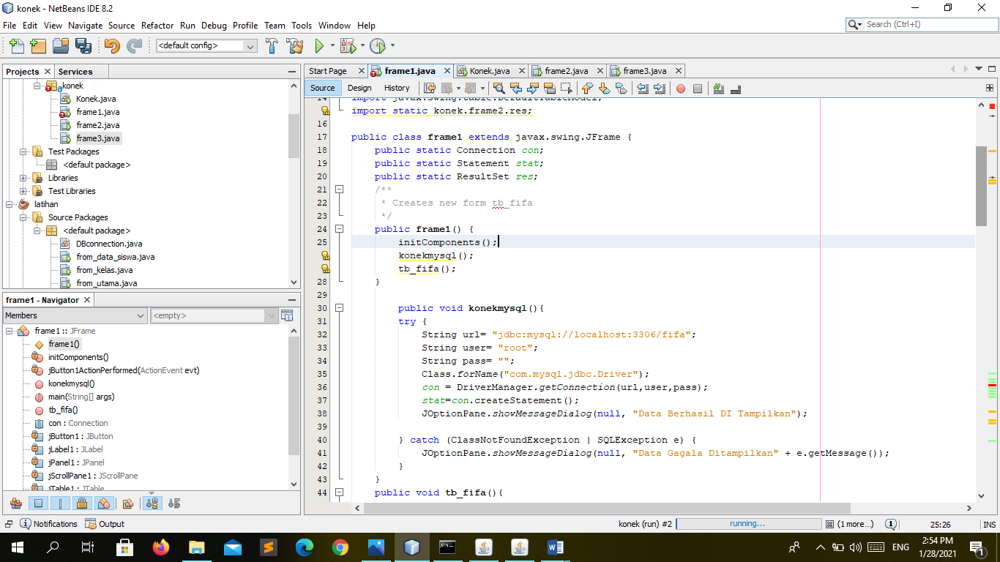 konek - NetBeans IDE 8.2
File Edit View Navigate Source Refactor Run Debug Profile Team Tools Window Help
Search (Ctrl+I)
<default config>
Projects Services
konek
Konek.java
frame1.java
frame2.java
frame3.java
Test Packages
<default package>
Libraries
Test Libraries
latihan
Source Packages
<default package>
DBconnection.java
from_data_siswa.java
from_kelas.java
from_utama.java
frame1 - Navigator
Members <empty>
frame1 :: JFrame
frame1()
initComponents()
jButton1ActionPerformed(ActionEvent evt)
konekmysql()
main(String[] args)
tb_fifa()
con : Connection
jButton1 : JButton
jLabel1 : JLabel
jPanel1 : JPanel
jScrollPane1 : JScrollPane
jTable1 : JTable
Start Page frame1.java Konek.java frame2.java frame3.java
Source Design History
14 import javax.swing.table.DefaultTableModel;
import static konek.frame2.res;
16
17 public class frame1 extends javax.swing.JFrame {
18 public static Connection con;
19 public static Statement stat;
20 public static ResultSet res;
21 /**
22 * Creates new form tb_fifa
23 */
24 public frame1() {
25 initComponents();
konekmysql();
tb_fifa();
28 }
29
30 public void konekmysql(){
31 try {
32 String url= "jdbc:mysql://localhost:3306/fifa";
33 String user= "root";
34 String pass= "";
35 Class.forName("com.mysql.jdbc.Driver");
36 con = DriverManager.getConnection(url,user,pass);
37 stat=con.createStatement();
38 JOptionPane.showMessageDialog(null, "Data Berhasil DI Tampilkan");
39
40 } catch (ClassNotFoundException | SQLException e) {
41 JOptionPane.showMessageDialog(null, "Data Gagala Ditampilkan" + e.getMessage());
42 }
43 }
44 public void tb_fifa(){
Notifications Output
konek (run) #2 running... (1 more...) 1 25:26 INS
ENG
2:54 PM
1/28/2021
1